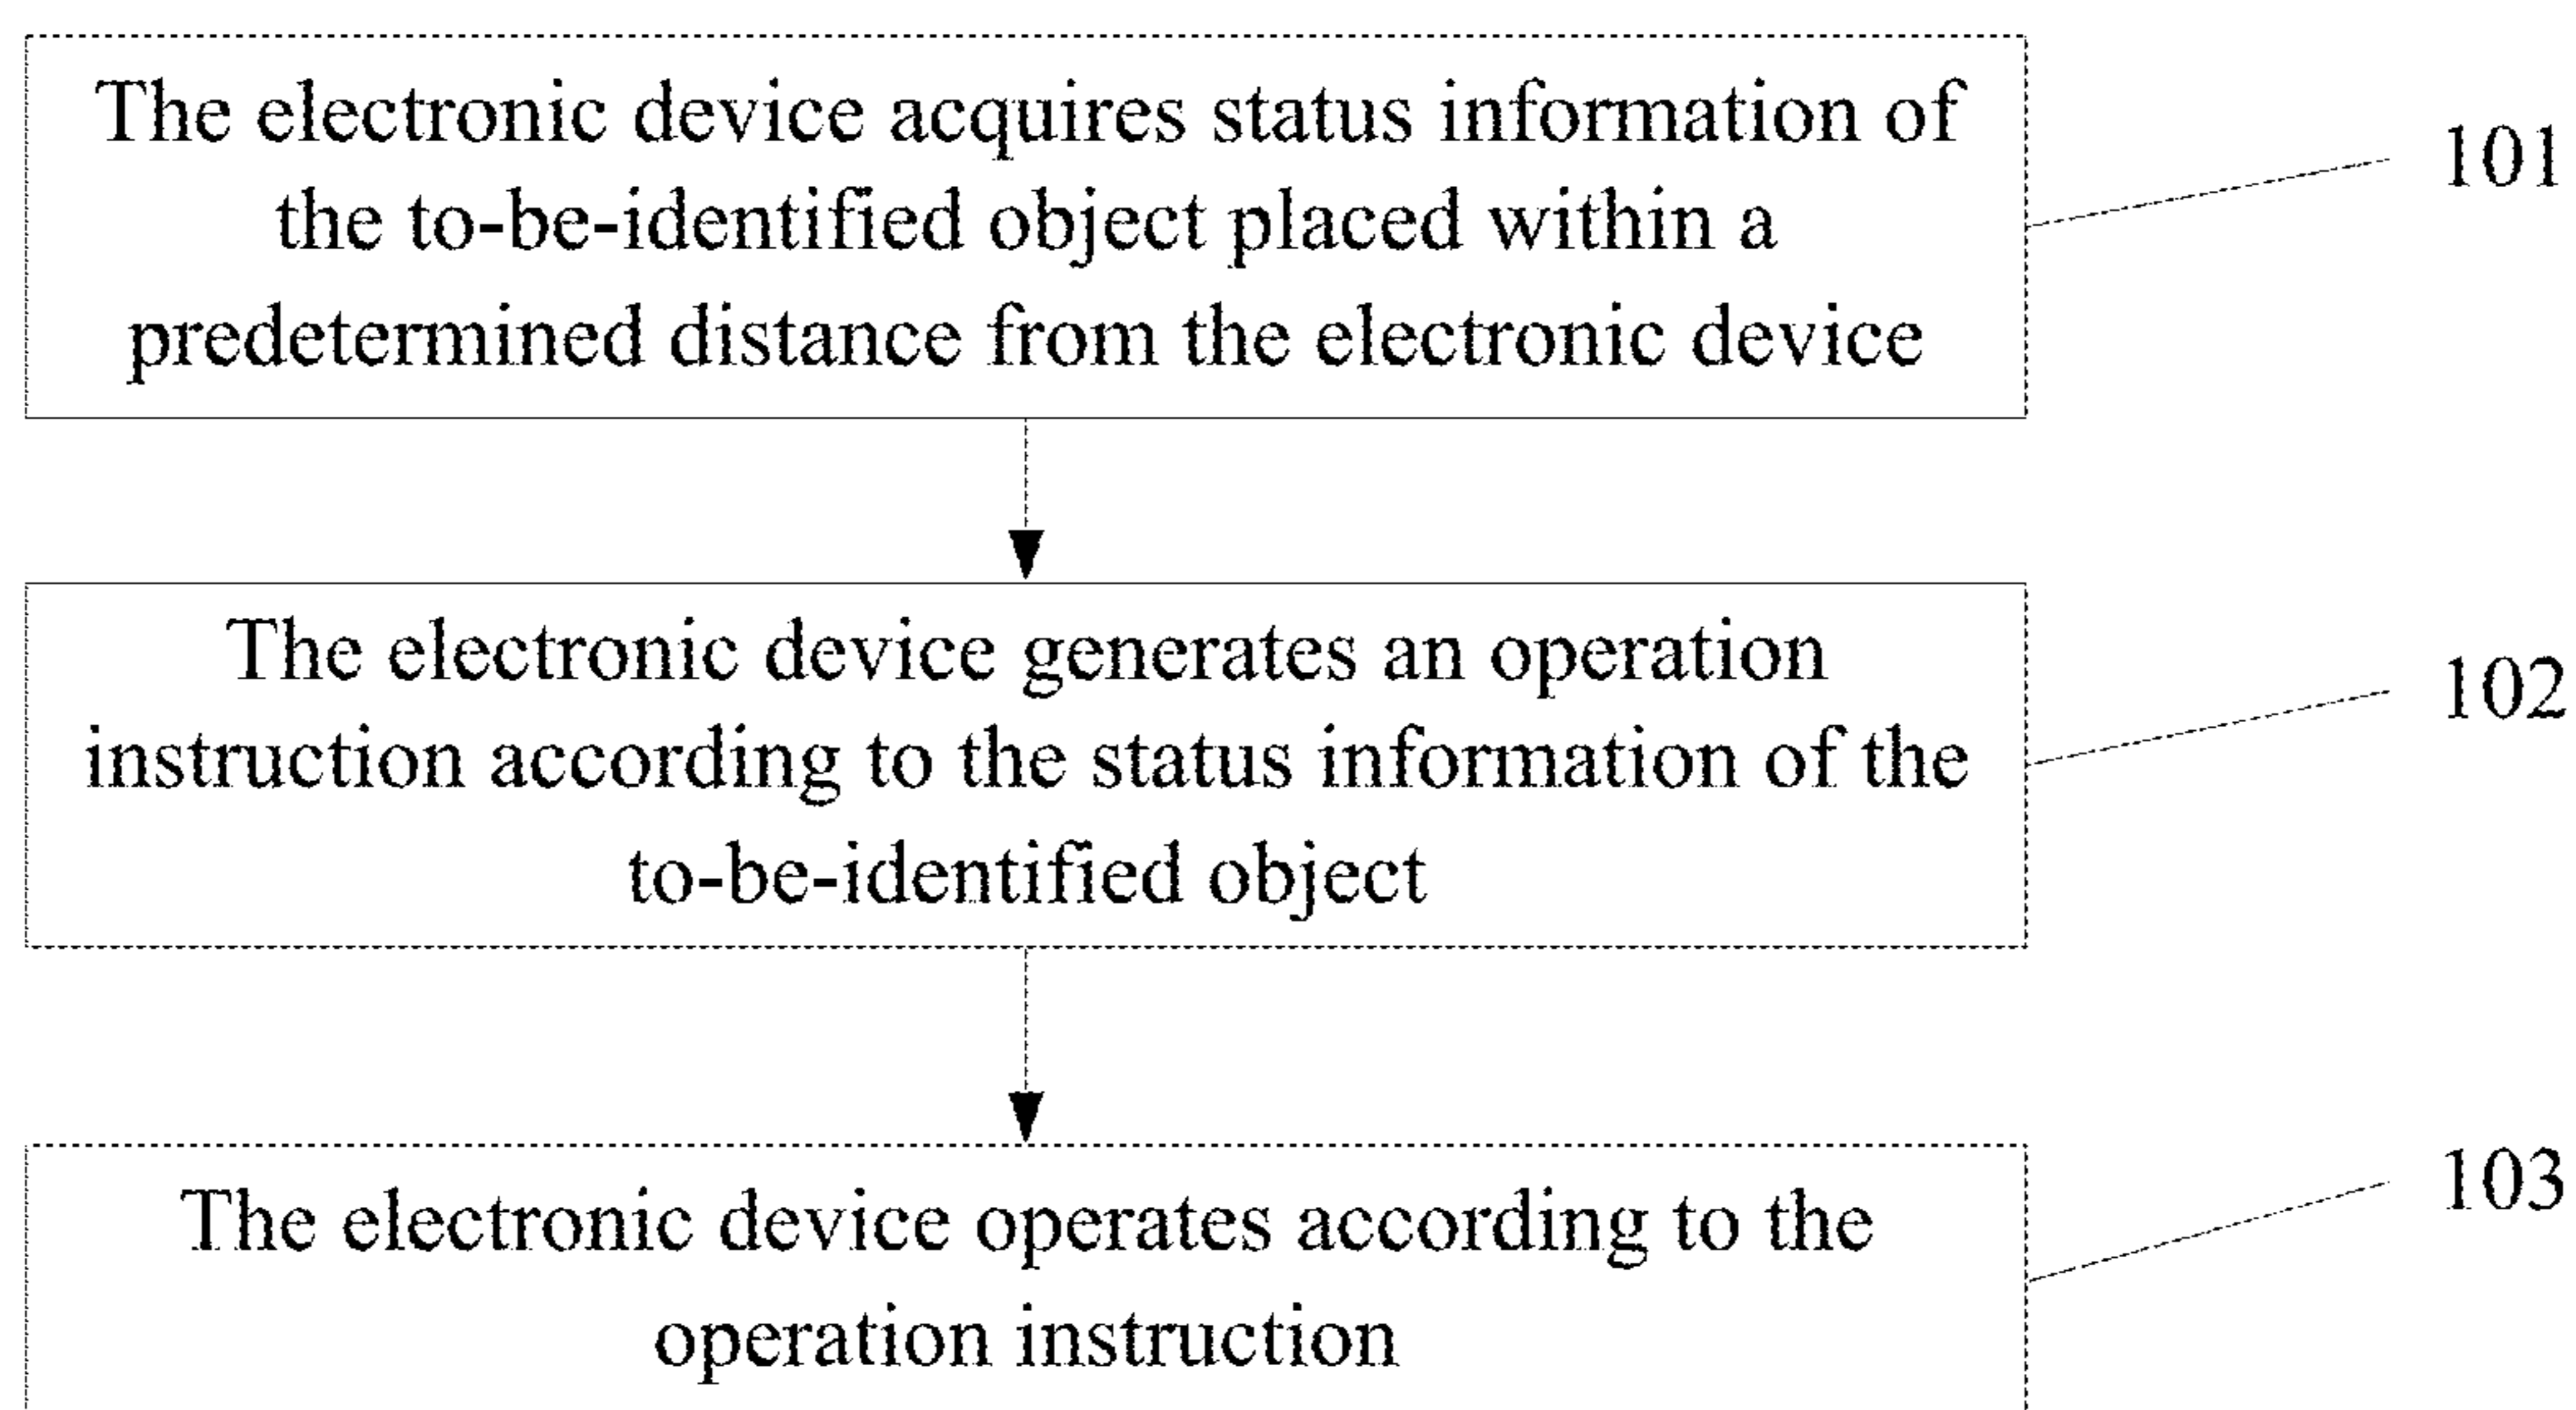 The electronic device acquires status information of
the to-be-identified object placed within a
predetermined distance from the electronic device
101
The electronic device generates an operation
instruction according to the status information of the
to-be-identified object
102
The electronic device operates according to the
operation instruction
103